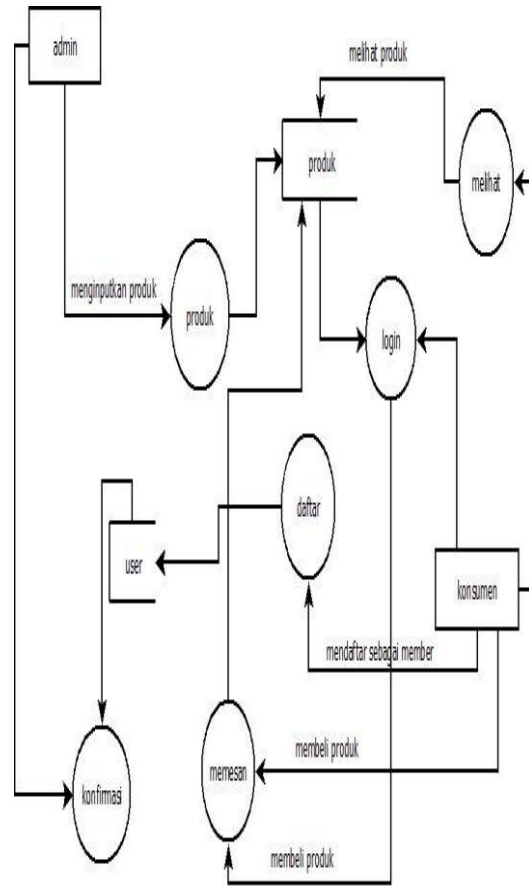 admin
melihat produk
produk
melihat
menginputkan produk
produk
login
daftar
user
konsumen
mendaftar sebagai member
membeli produk
memesan
konfirmasi
membeli produk